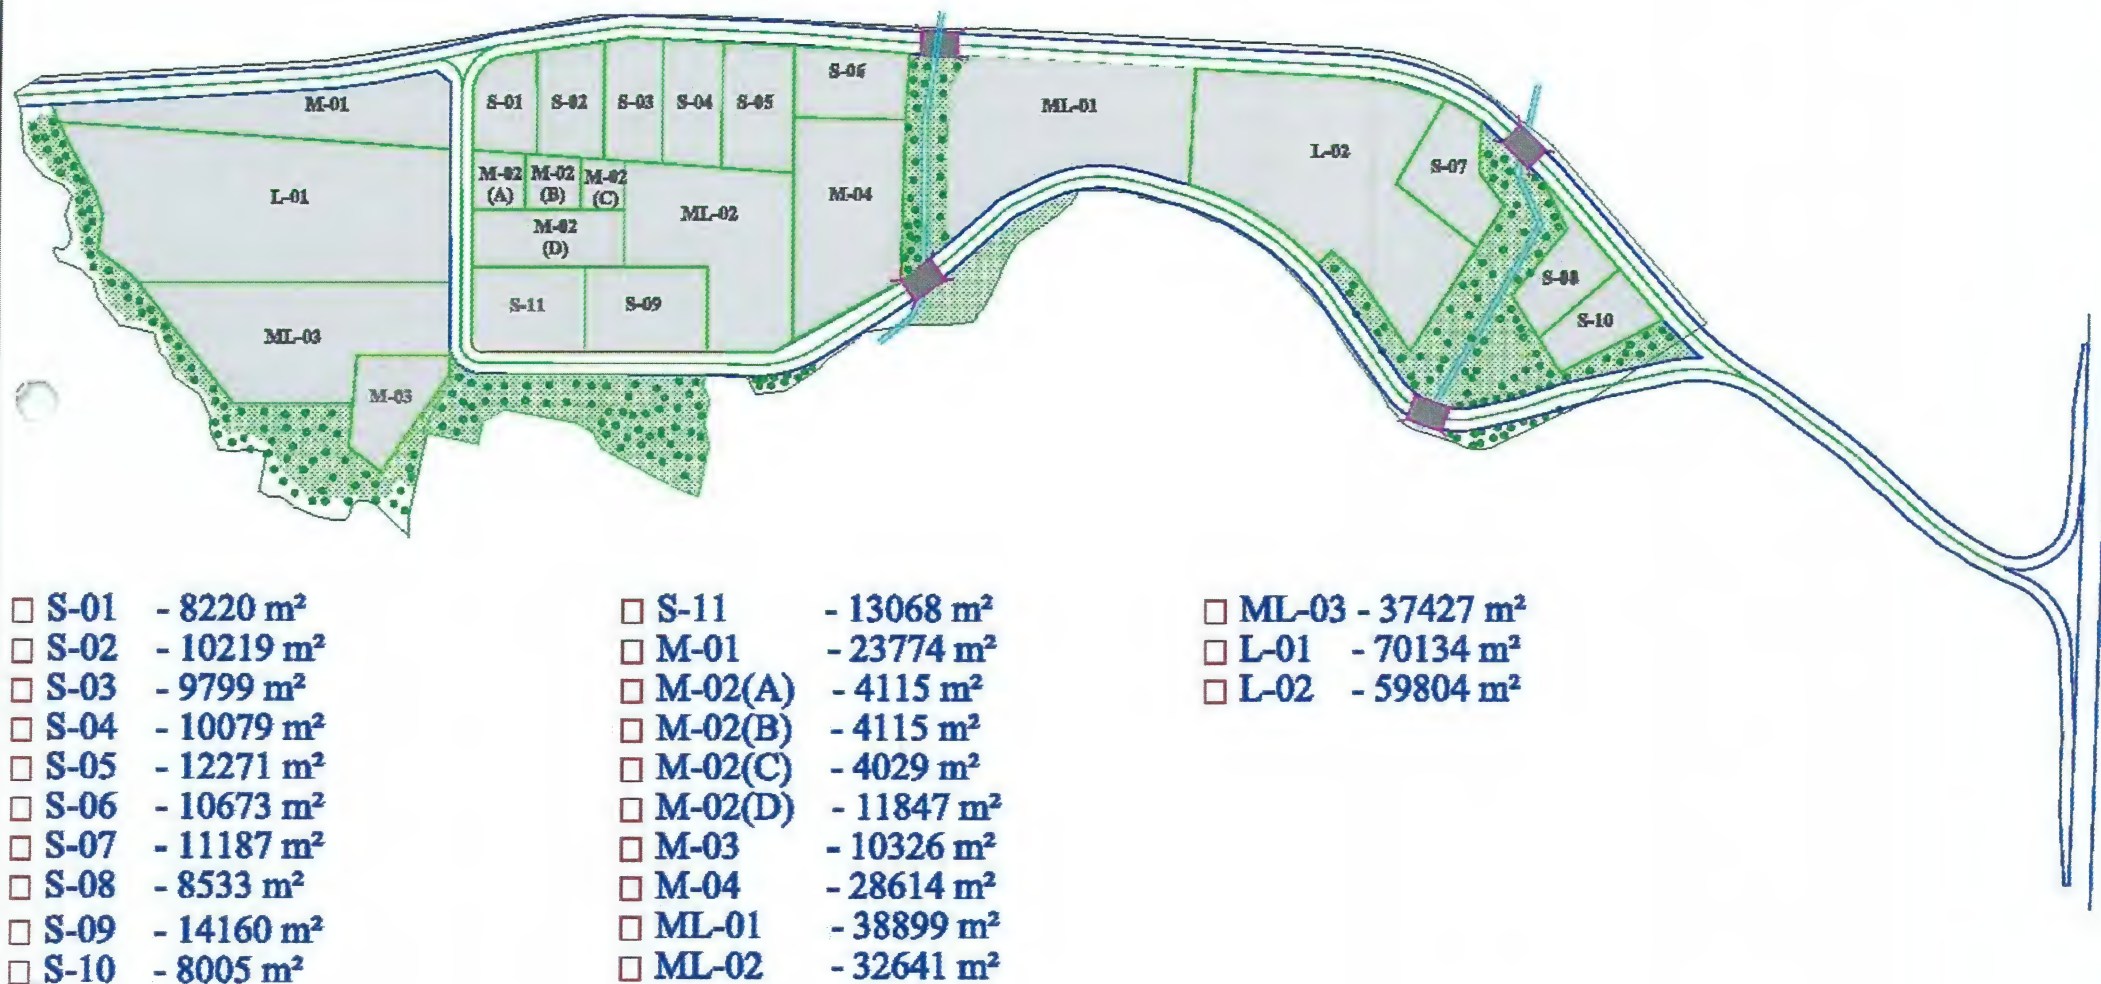 S-06
M-01
S-01
S-02
S-03
S-04
S-05
ML-01
L-02
S-07
L-01
M-02
(A)
M-02
(B)
M-02
(C)
M-04
ML-02
M-02
(D)
S-08
S-11
S-09
S-10
ML-03
M-03
S-01 - 8220 m²
S-02 - 10219 m²
S-03 - 9799 m²
S-04 - 10079 m²
S-05 - 12271 m²
S-06 - 10673 m²
S-07 - 11187 m²
S-08 - 8533 m²
S-09 - 14160 m²
S-10 - 8005 m²
S-11 - 13068 m²
M-01 - 23774 m²
M-02(A) - 4115 m²
M-02(B) - 4115 m²
M-02(C) - 4029 m²
M-02(D) - 11847 m²
M-03 - 10326 m²
M-04 - 28614 m²
ML-01 - 38899 m²
ML-02 - 32641 m²
ML-03 - 37427 m²
L-01 - 70134 m²
L-02 - 59804 m²